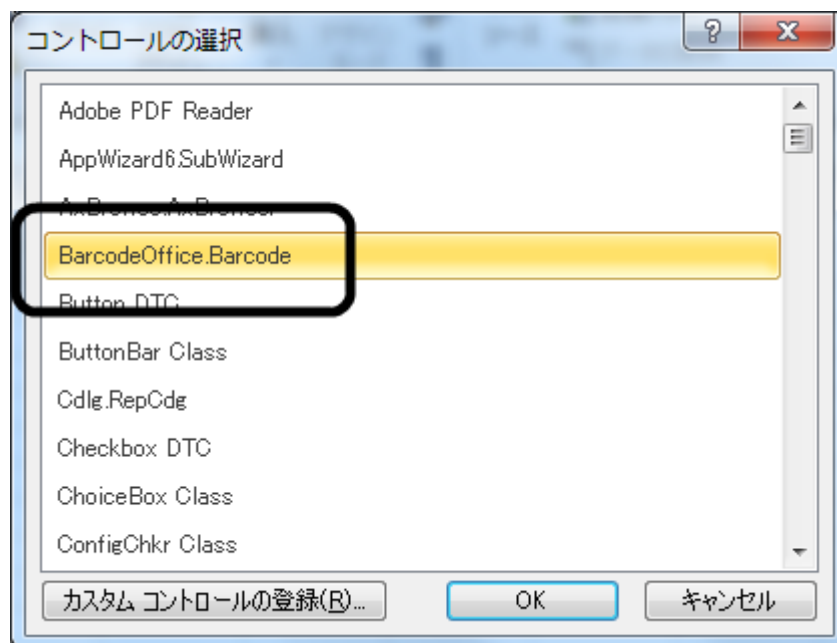 コントロールの選択
Adobe PDF Reader
AppWizard6.SubWizard
BarcodeOffice.Barcode
Button DTC
ButtonBar Class
Cdlg.RepCdg
Checkbox DTC
ChoiceBox Class
ConfigChkr Class
カスタム コントロールの登録(R)... OK キャンセル